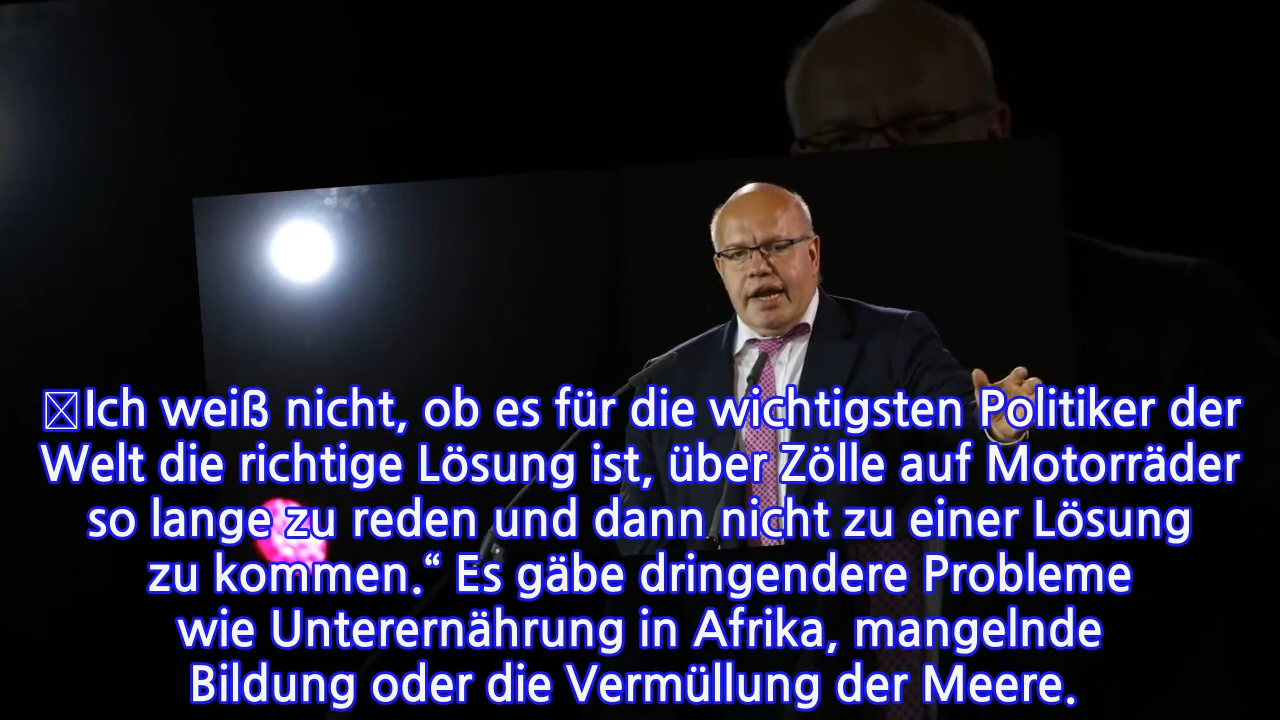 Ich weiß nicht, ob es für die wichtigsten Politiker der
Welt die richtige Lösung ist, über Zölle auf Motorräder
so lange zu reden und dann nicht zu einer Lösung
zu kommen.“ Es gäbe dringendere Probleme
wie Unterernährung in Afrika, mangelnde
Bildung oder die Vermüllung der Meere.